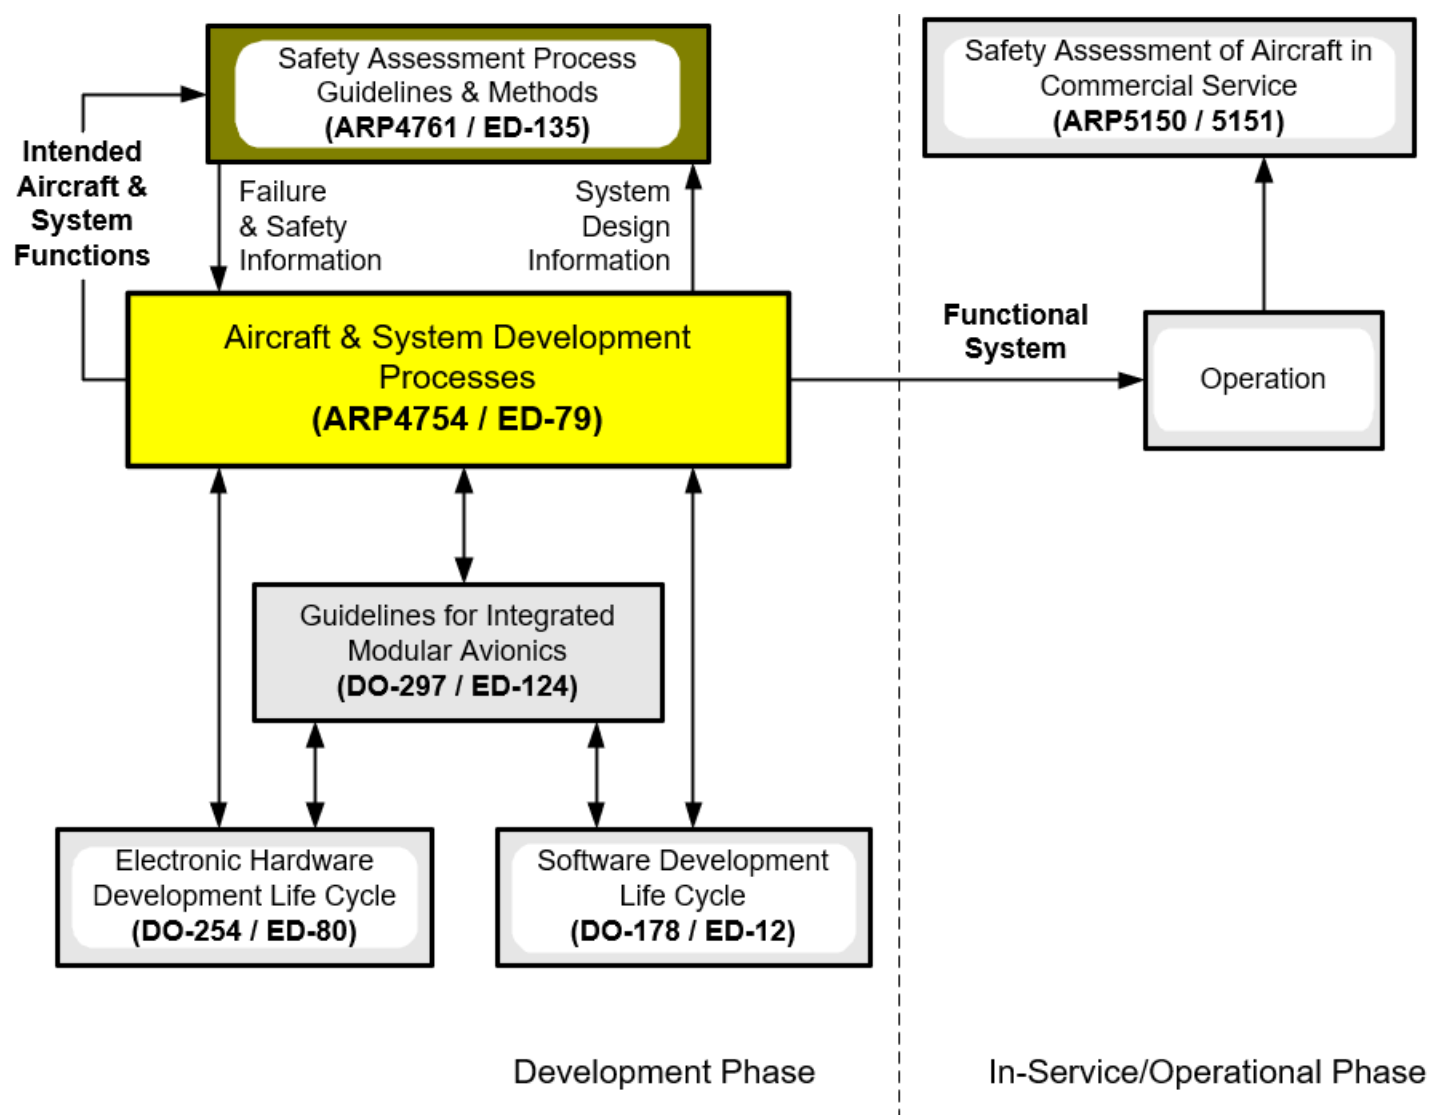 Safety Assessment Process
Guidelines & Methods
(ARP4761 / ED-135)
Safety Assessment of Aircraft in
Commercial Service
(ARP5150 / 5151)
Intended
Aircraft &
System
Functions
Failure
& Safety
Information
System
Design
Information
Aircraft & System Development
Processes
(ARP4754 / ED-79)
Functional
System
Operation
Guidelines for Integrated
Modular Avionics
(DO-297 / ED-124)
Electronic Hardware
Development Life Cycle
(DO-254 / ED-80)
Software Development
Life Cycle
(DO-178 / ED-12)
Development Phase
In-Service/Operational Phase